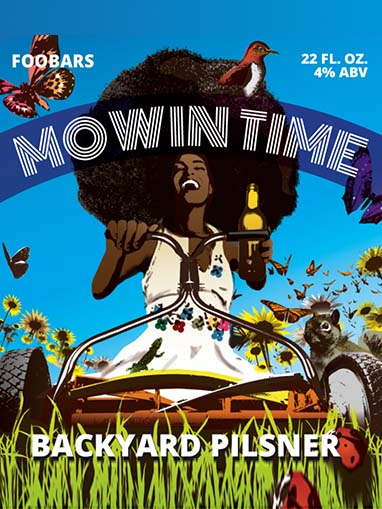 FOOBARS
22 FL. OZ.
4% ABV
MOWIN TIME
BACKYARD PILSNER